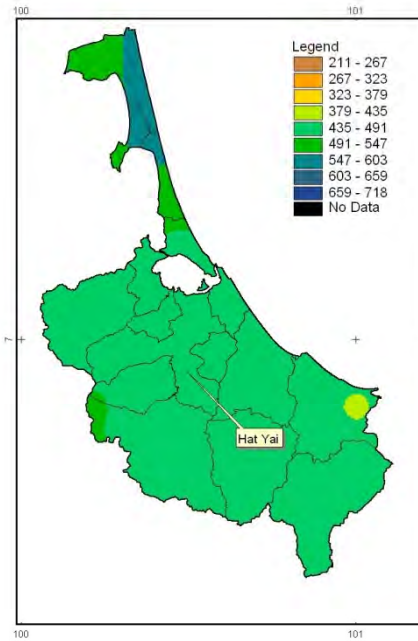 100 101
Legend
211 - 267
267 - 323
323 - 379
379 - 435
435 - 491
491 - 547
547 - 603
603 - 659
659 - 718
No Data
7
Hat Yai
100 101